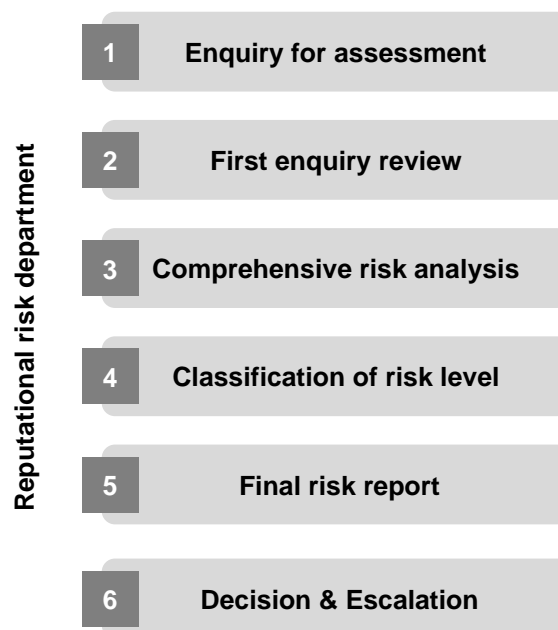 Reputational risk department
1 Enquiry for assessment
2 First enquiry review
3 Comprehensive risk analysis
4 Classification of risk level
5 Final risk report
6 Decision & Escalation